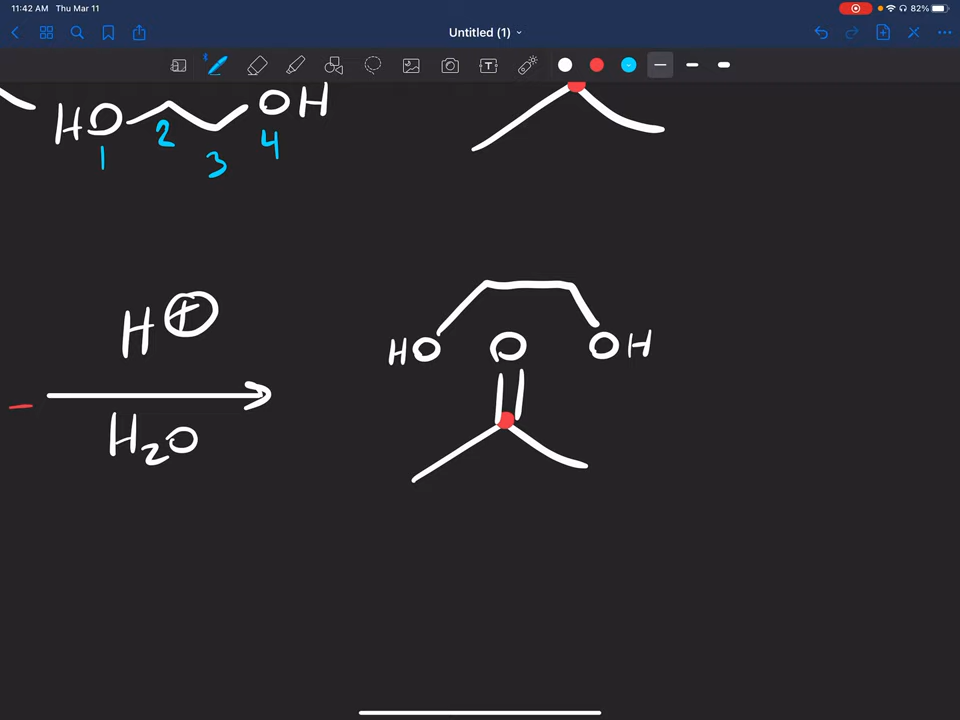 11:42 AM Thu Mar 11
82%
Untitled (1)
T
HO OH
1 2 3 4
H+
H2O
HO O OH